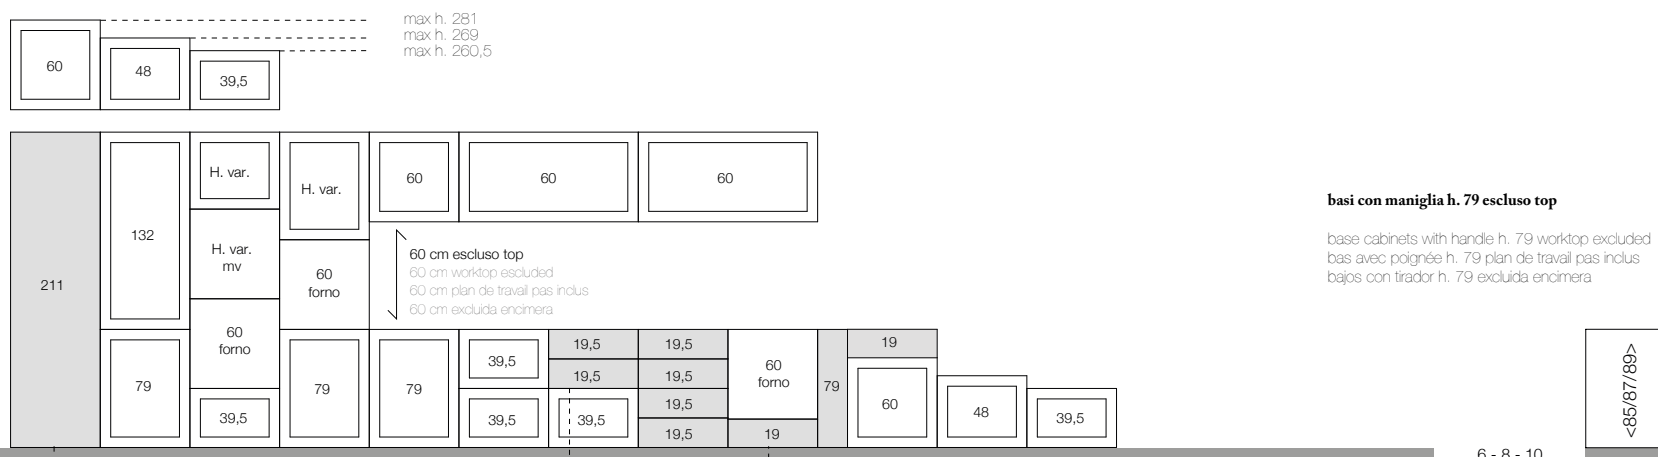 max h. 281
max h. 269
max h. 260,5
60
48
39,5
211
132
H. var.
H. var.
60
60
60
H. var.
mv
60
forno
60 cm escluso top
60 cm worktop escluded
60 cm plan de travail pas inclus
60 cm excluida encimera
60
forno
79
39,5
79
79
39,5
39,5
19,5
19,5
39,5
19,5
19,5
19,5
19,5
60
forno
19
79
19
60
48
39,5
basi con maniglia h. 79 escluso top
base cabinets with handle h. 79 worktop excluded
bas avec poignée h. 79 plan de travail pas inclus
bajos con tirador h. 79 excluida encimera
<85/87/89>
6 - 8 - 10